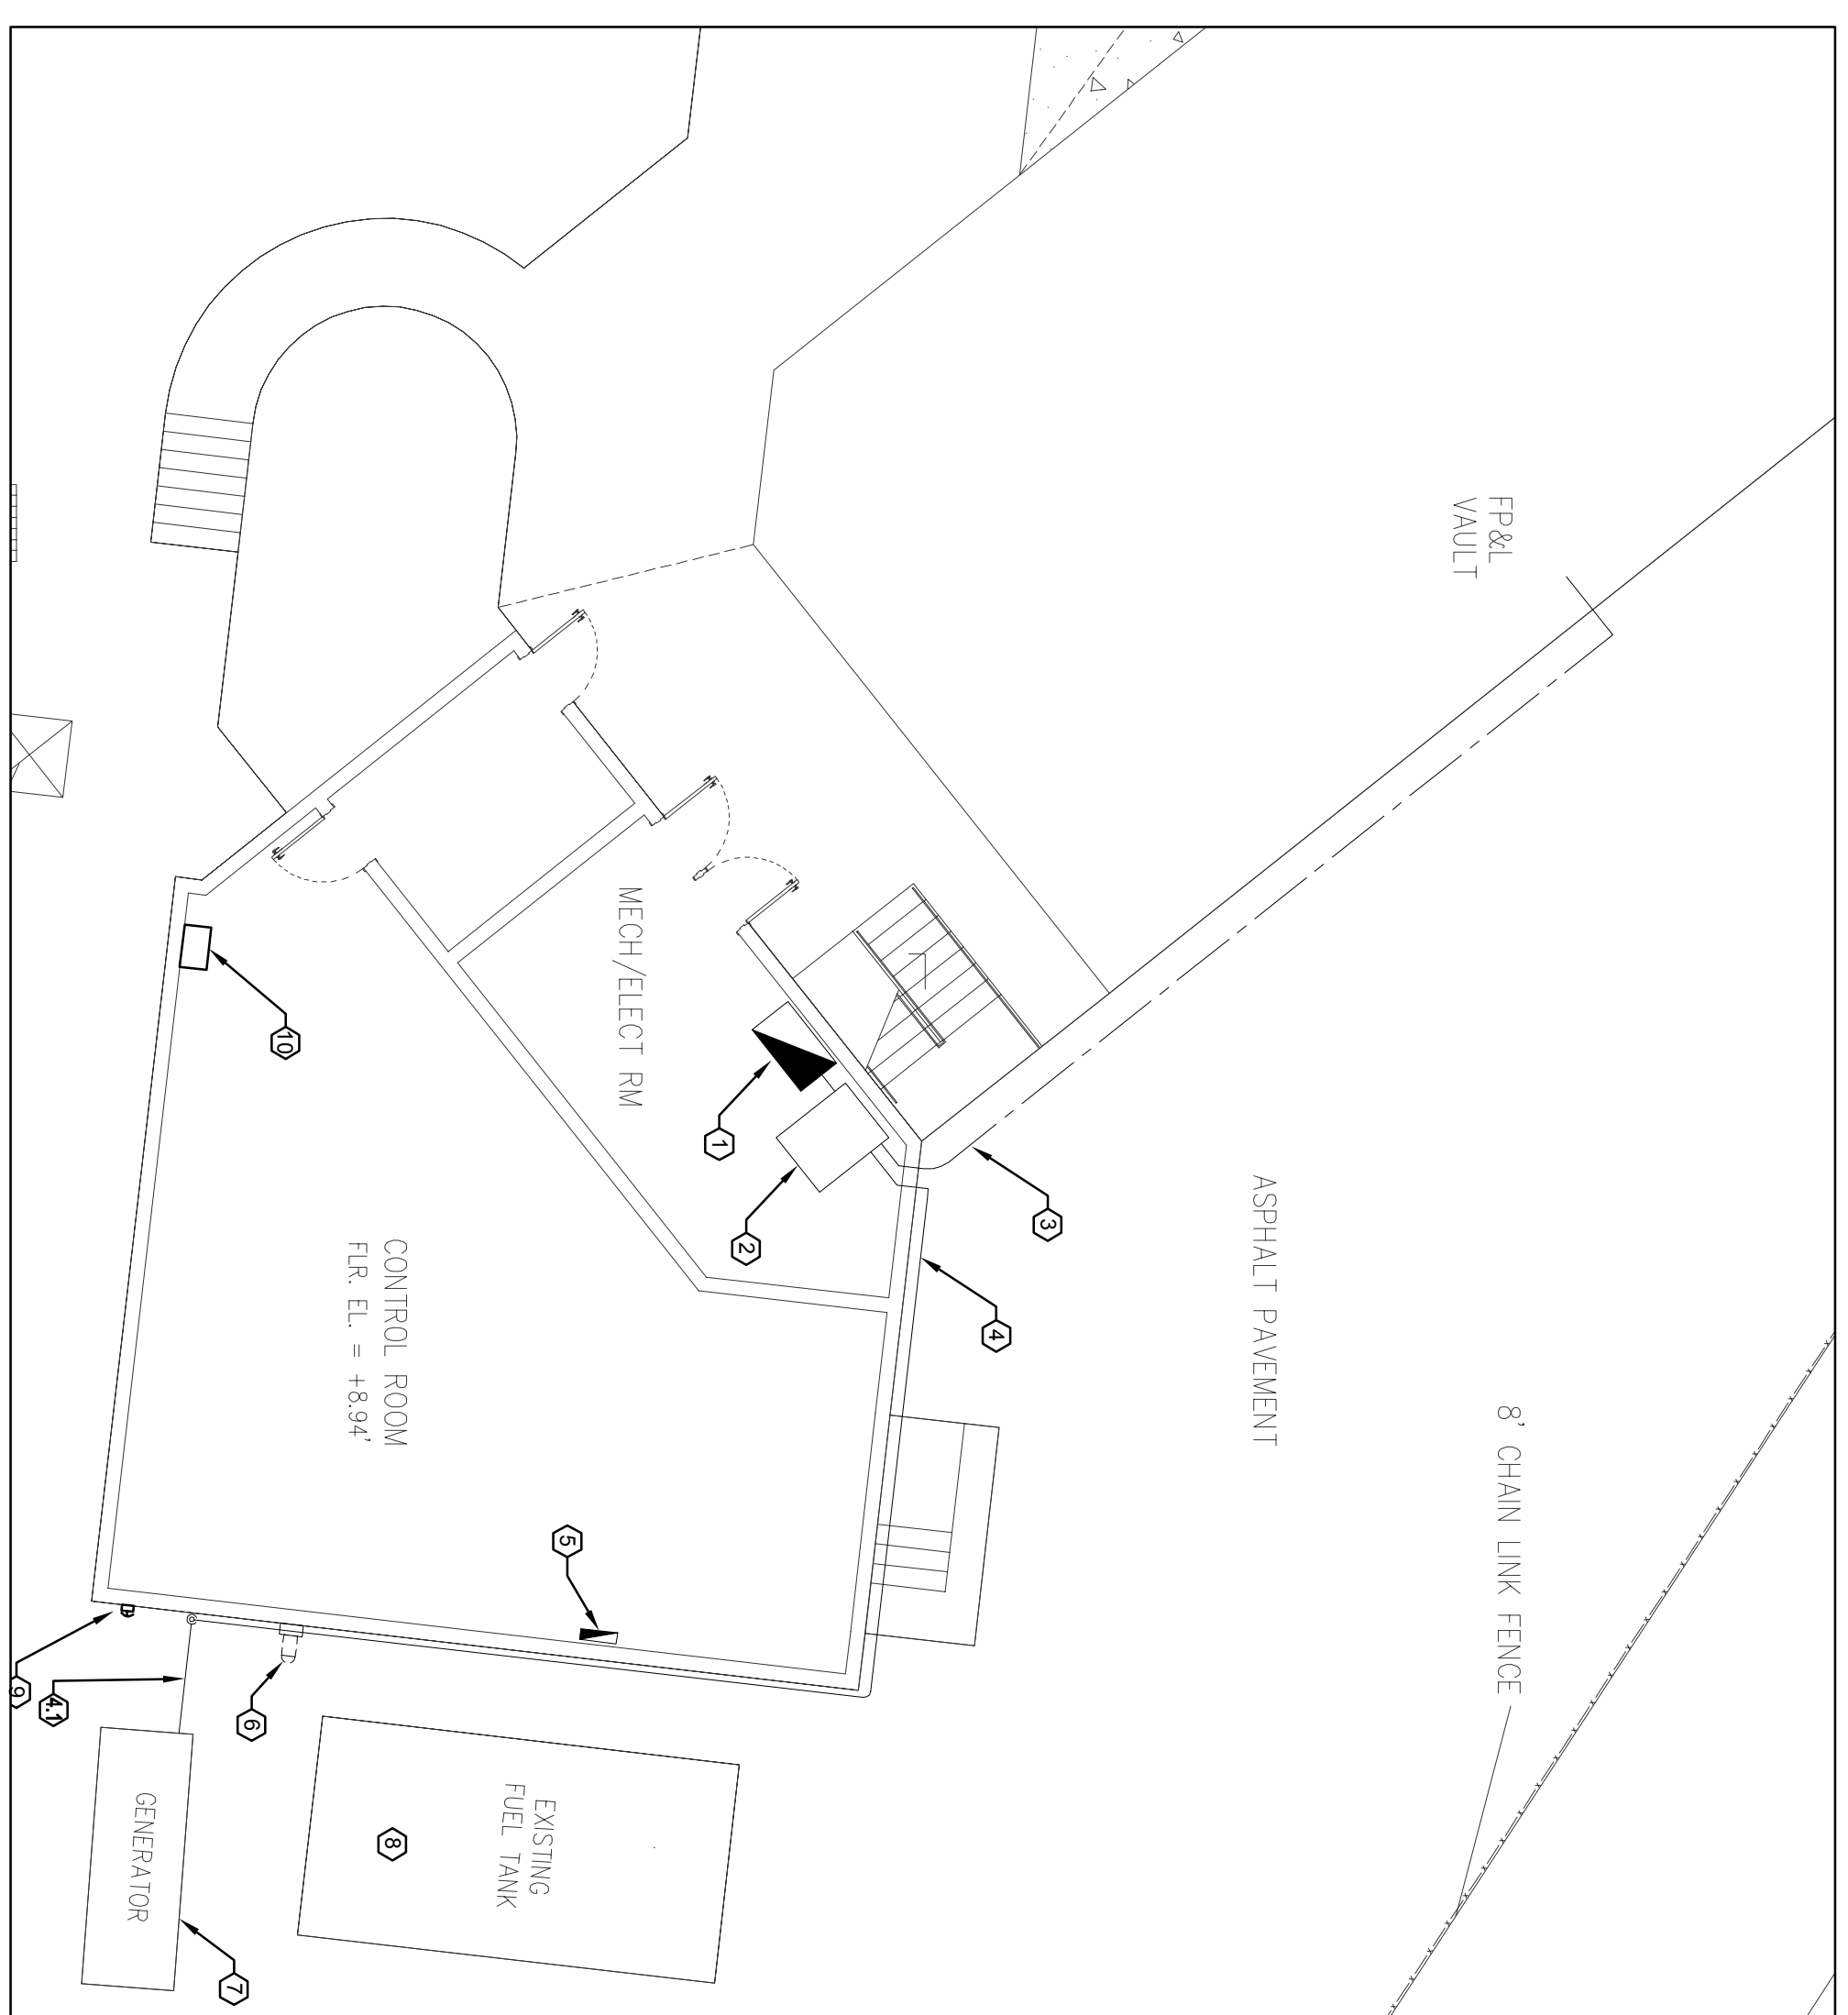 FP&L
VAULT
8' CHAIN LINK FENCE
ASPHALT PAVEMENT
MECH/ELECT RM
CONTROL ROOM
FLR. EL. = +8.94'
EXISTING
FUEL TANK
GENERATOR
1
2
3
4
4.1
5
6
7
8
9
10